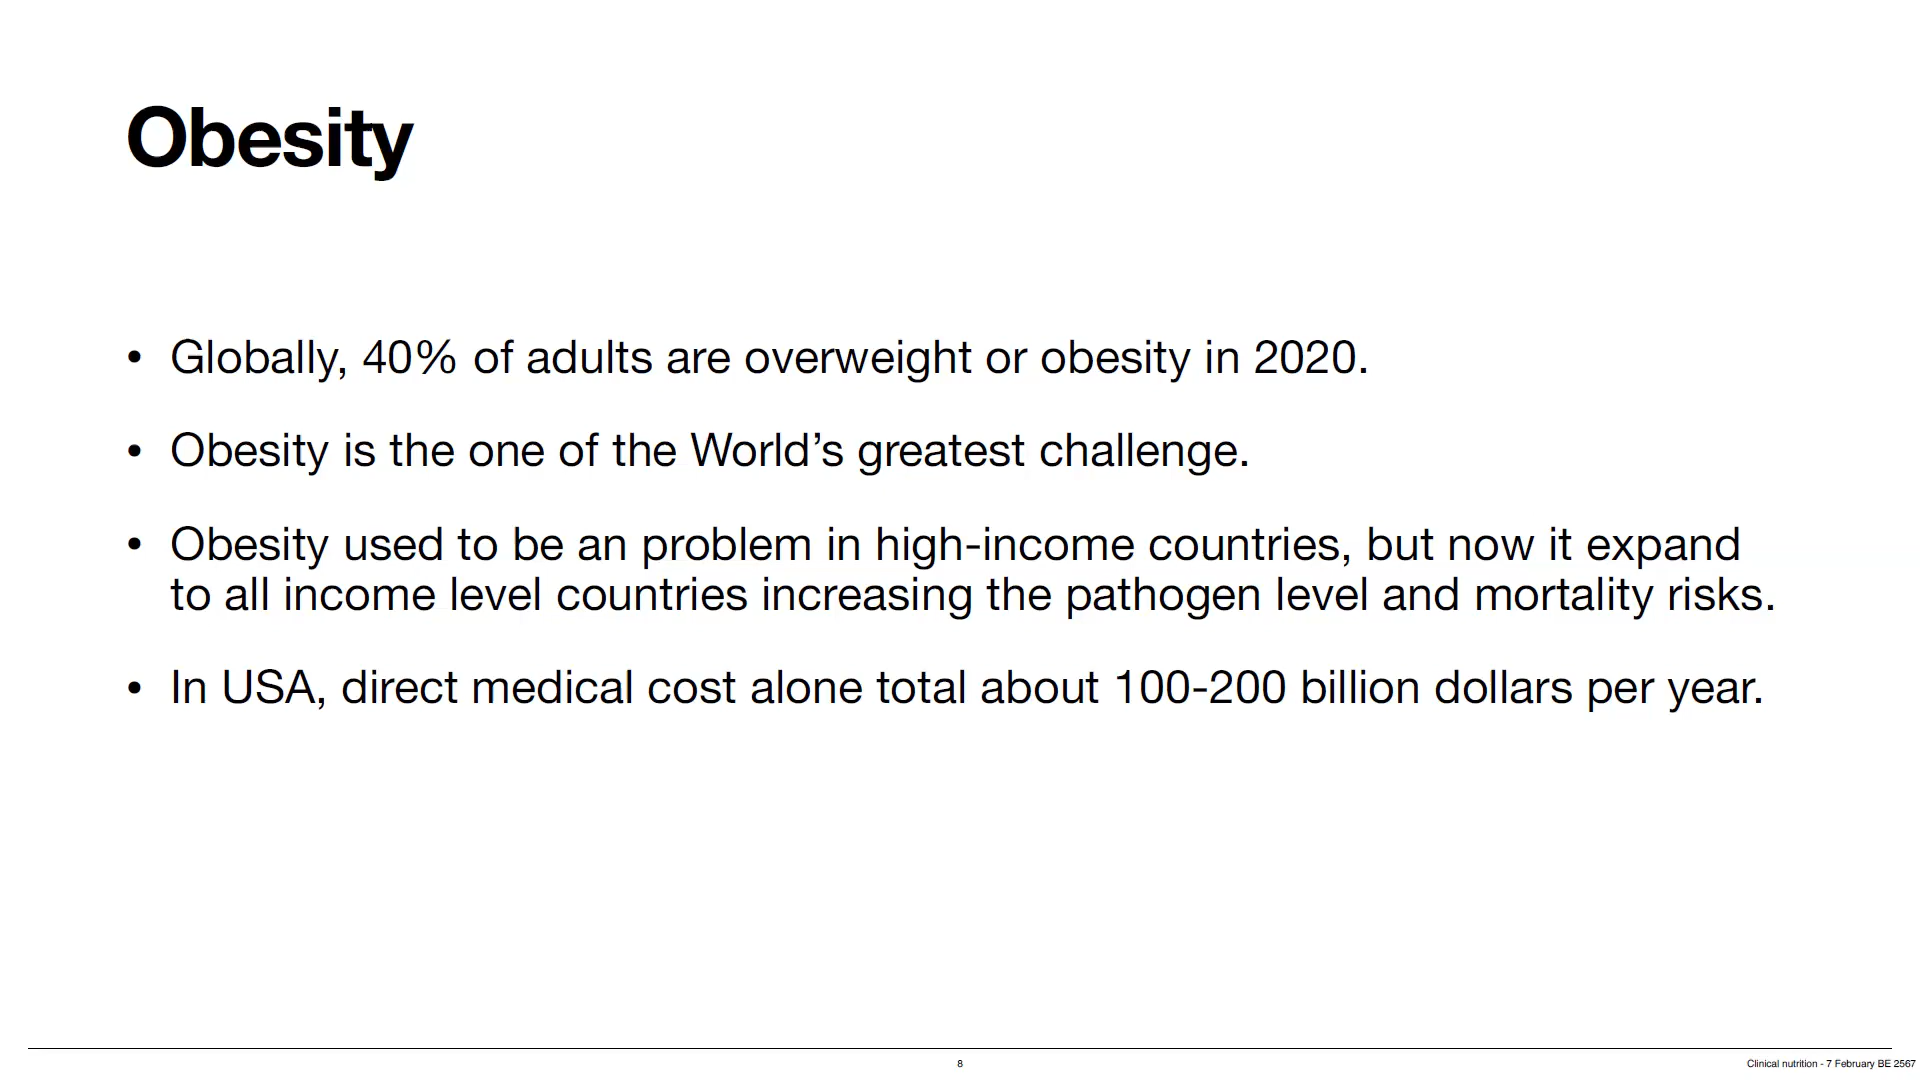 Obesity
• Globally, 40% of adults are overweight or obesity in 2020.
• Obesity is the one of the World’s greatest challenge.
• Obesity used to be an problem in high-income countries, but now it expand
to all income level countries increasing the pathogen level and mortality risks.
• In USA, direct medical cost alone total about 100-200 billion dollars per year.
8
Clinical nutrition - 7 February BE 2567